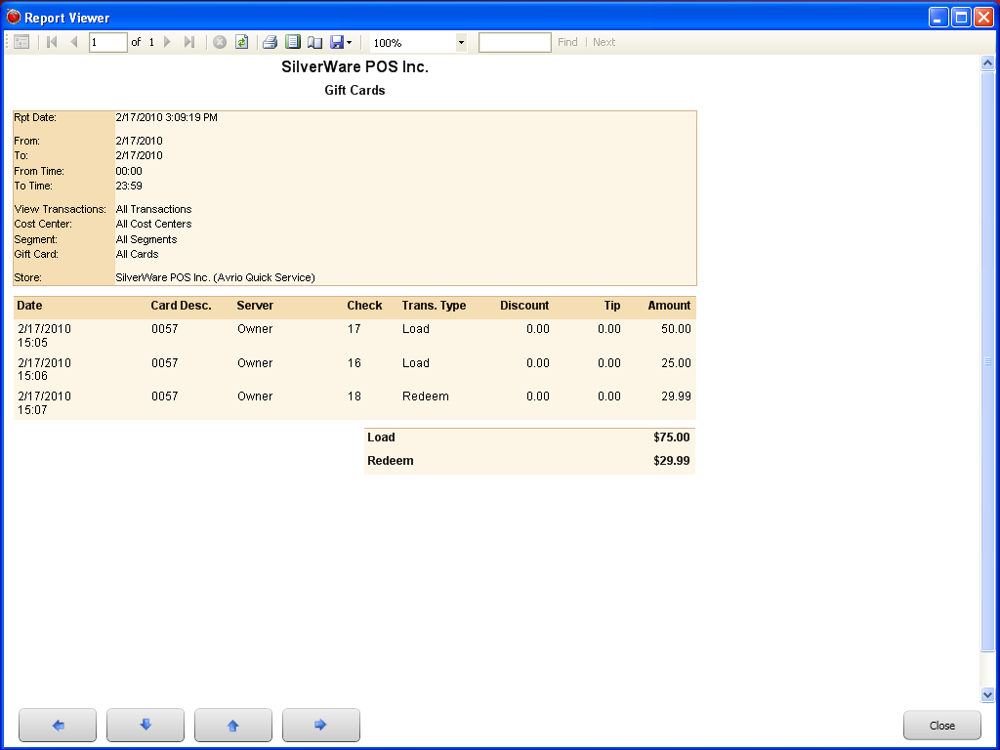 Report Viewer
1 of 1 100% Find Next
SilverWare POS Inc.
Gift Cards
Rpt Date: 2/17/2010 3:09:19 PM
From: 2/17/2010
To: 2/17/2010
From Time: 00:00
To Time: 23:59
View Transactions: All Transactions
Cost Center: All Cost Centers
Segment: All Segments
Gift Card: All Cards
Store: SilverWare POS Inc. (Avrio Quick Service)
Date Card Desc. Server Check Trans. Type Discount Tip Amount
2/17/2010 0057 Owner 17 Load 0.00 0.00 50.00
15:05
2/17/2010 0057 Owner 16 Load 0.00 0.00 25.00
15:06
2/17/2010 0057 Owner 18 Redeem 0.00 0.00 29.99
15:07
Load $75.00
Redeem $29.99
Close